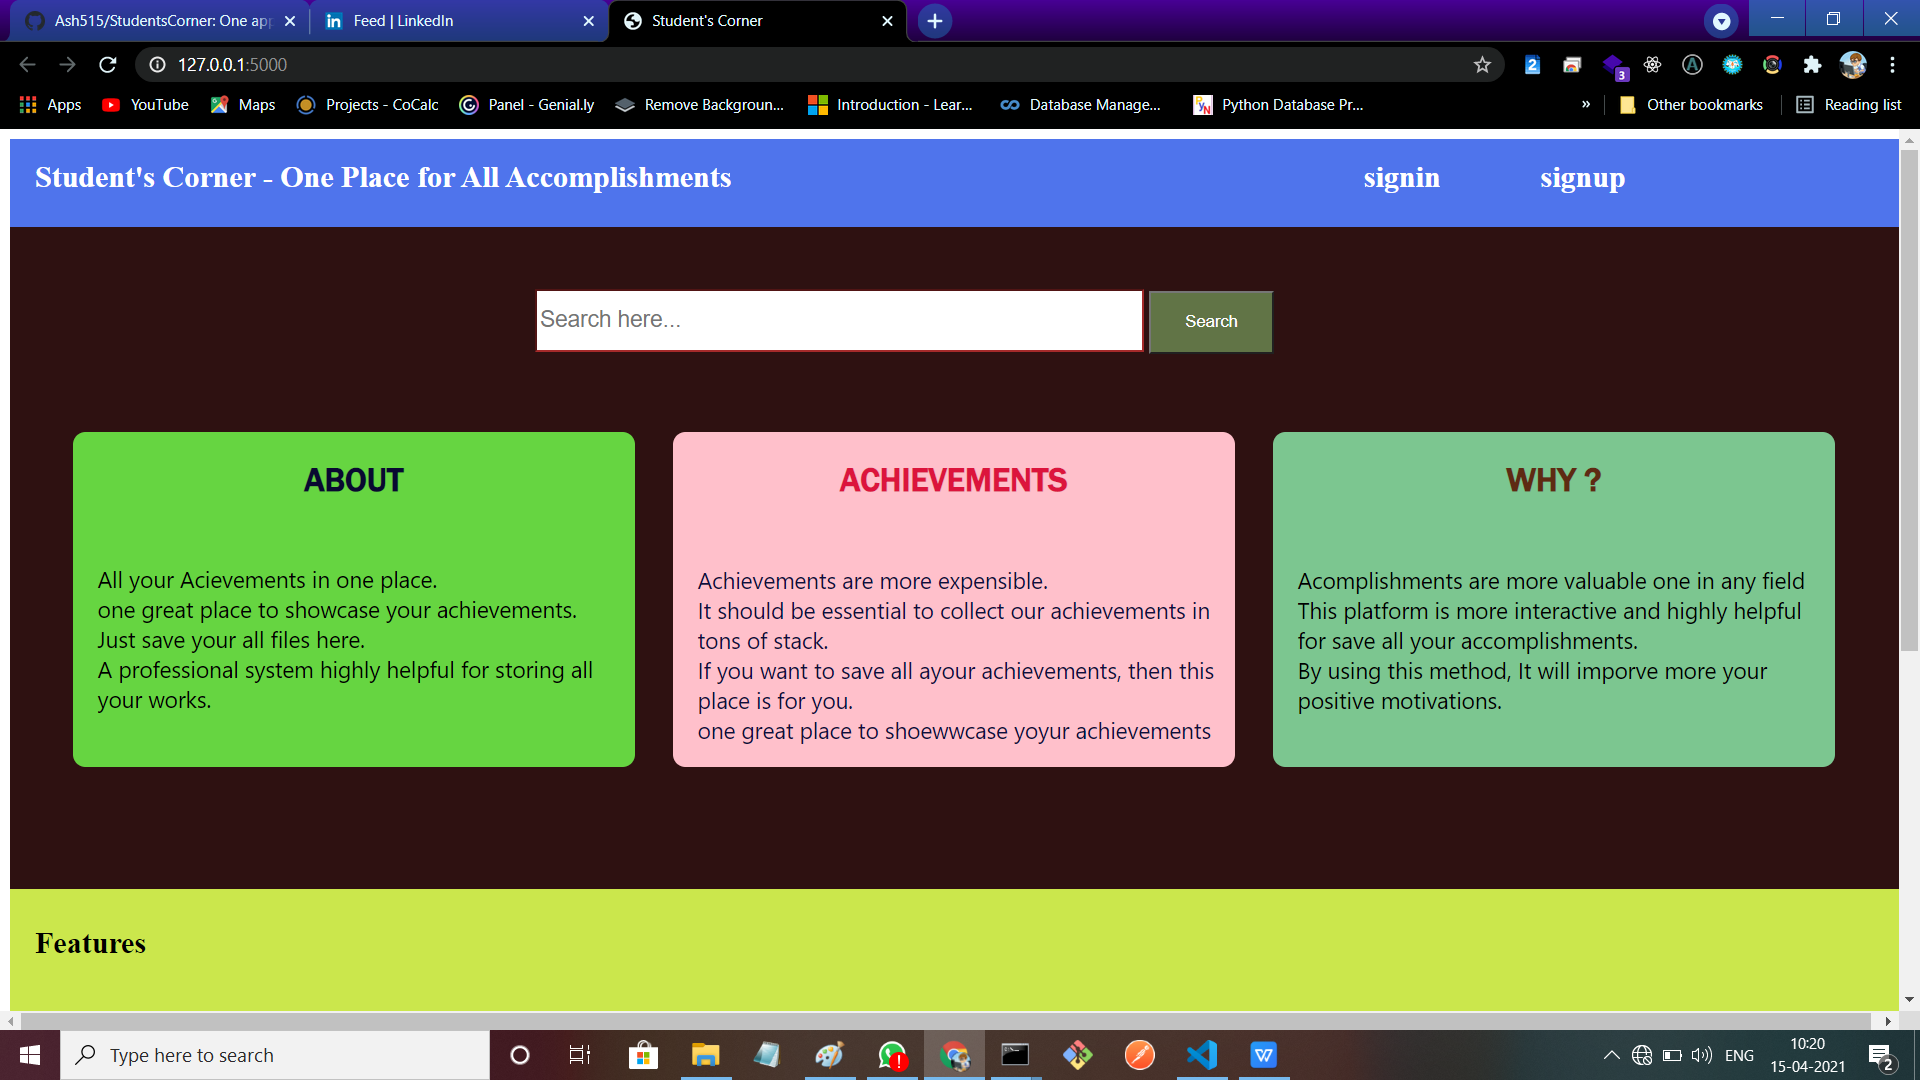 Ash515/StudentsCorner: One app
Feed | LinkedIn
Student's Corner
127.0.0.1:5000
2
3
Apps
YouTube
Maps
Projects - CoCalc
Panel - Genial.ly
Remove Backgroun...
Introduction - Lear...
Database Manage...
Python Database Pr...
»
Other bookmarks
Reading list
Student's Corner - One Place for All Accomplishments
signin
signup
Search here...
Search
ABOUT
All your Acievements in one place.
one great place to showcase your achievements.
Just save your all files here.
A professional system highly helpful for storing all
your works.
ACHIEVEMENTS
Achievements are more expensible.
It should be essential to collect our achievements in
tons of stack.
If you want to save all ayour achievements, then this
place is for you.
one great place to shoewwcase yoyur achievements
WHY ?
Acomplishments are more valuable one in any field
This platform is more interactive and highly helpful
for save all your accomplishments.
By using this method, It will imporve more your
positive motivations.
Features
Type here to search
ENG
10:20
15-04-2021
2